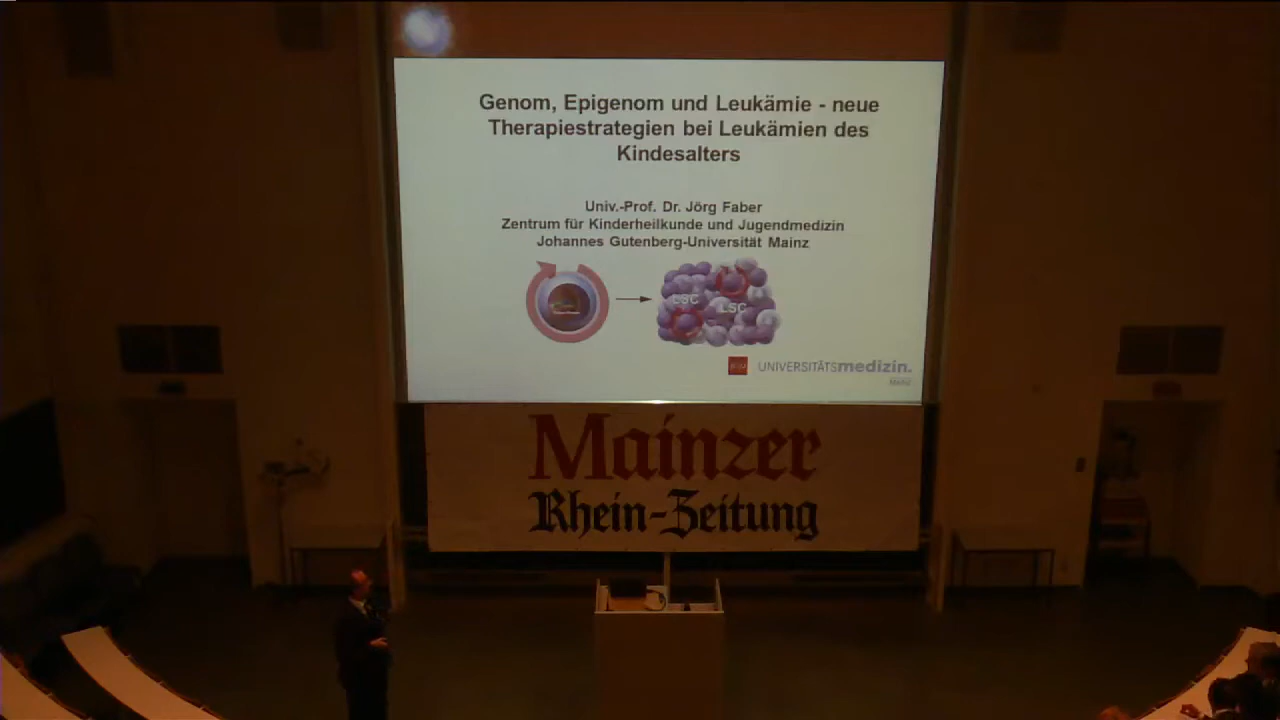 Genom, Epigenom und Leukämie - neue
Therapiestrategien bei Leukämien des
Kindesalters
Univ.-Prof. Dr. Jörg Faber
Zentrum für Kinderheilkunde und Jugendmedizin
Johannes Gutenberg-Universität Mainz
LSC
LSC
UNIVERSITÄTSmedizin.
Mainzer
Rhein-Zeitung